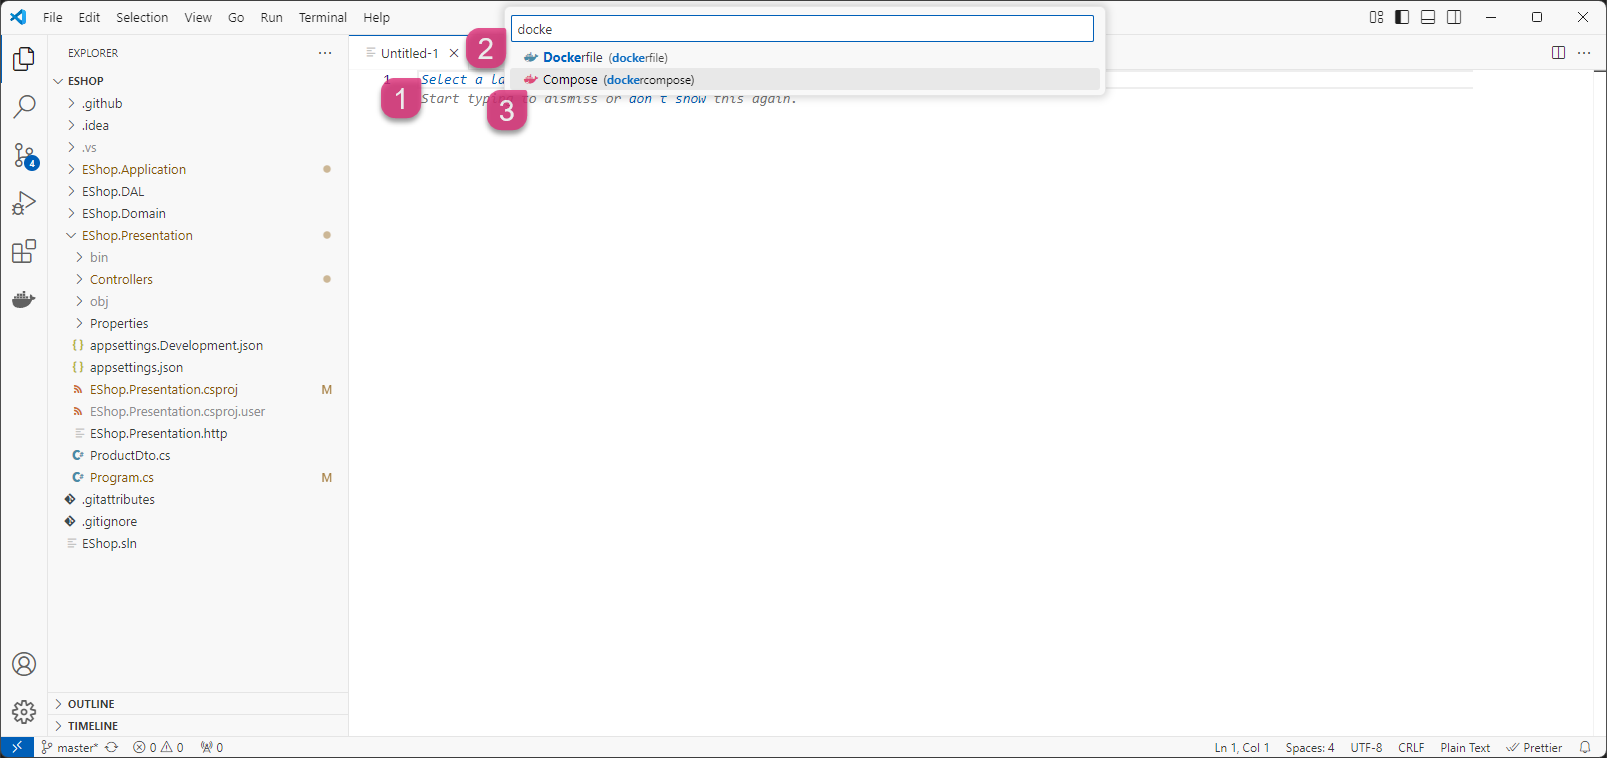 File Edit Selection View Go Run Terminal Help
docke
EXPLORER
Untitled-1
2
Dockerfile (dockerfile)
Compose (dockercompose)
ESHOP
1
Select a la
1
Start typing to dismiss or don't show this again.
3
.github
.idea
.vs
4
EShop.Application
EShop.DAL
EShop.Domain
EShop.Presentation
bin
Controllers
obj
Properties
{} appsettings.Development.json
{} appsettings.json
EShop.Presentation.csproj M
EShop.Presentation.csproj.user
EShop.Presentation.http
C# ProductDto.cs
C# Program.cs M
.gitattributes
.gitignore
EShop.sln
OUTLINE
TIMELINE
master* 0 0 0 Ln 1, Col 1 Spaces: 4 UTF-8 CRLF Plain Text Prettier